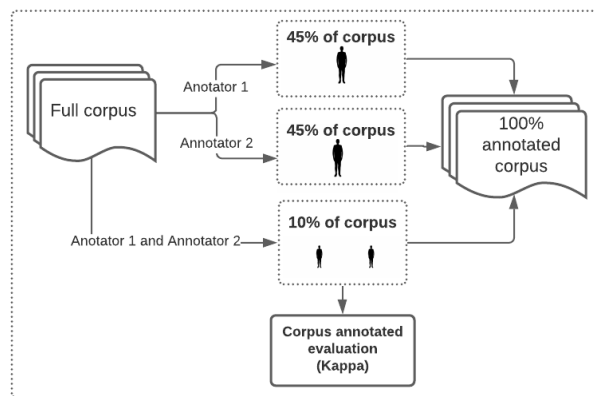 45% of corpus
Anotator 1
Full corpus
45% of corpus
Annotator 2
100%
annotated
corpus
10% of corpus
Anotator 1 and Annotator 2
Corpus annotated
evaluation
(Kappa)